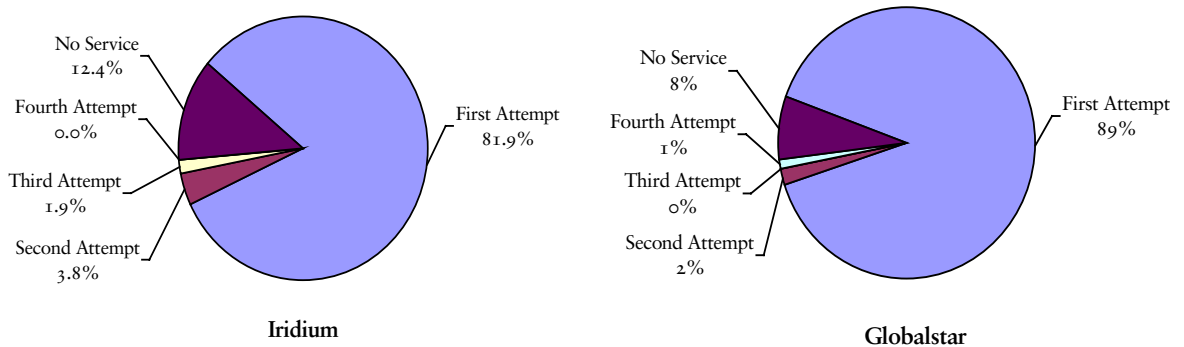 No Service
12.4%
Fourth Attempt
0.0%
Third Attempt
1.9%
Second Attempt
3.8%
First Attempt
81.9%
Iridium
No Service
8%
Fourth Attempt
1%
Third Attempt
0%
Second Attempt
2%
First Attempt
89%
Globalstar